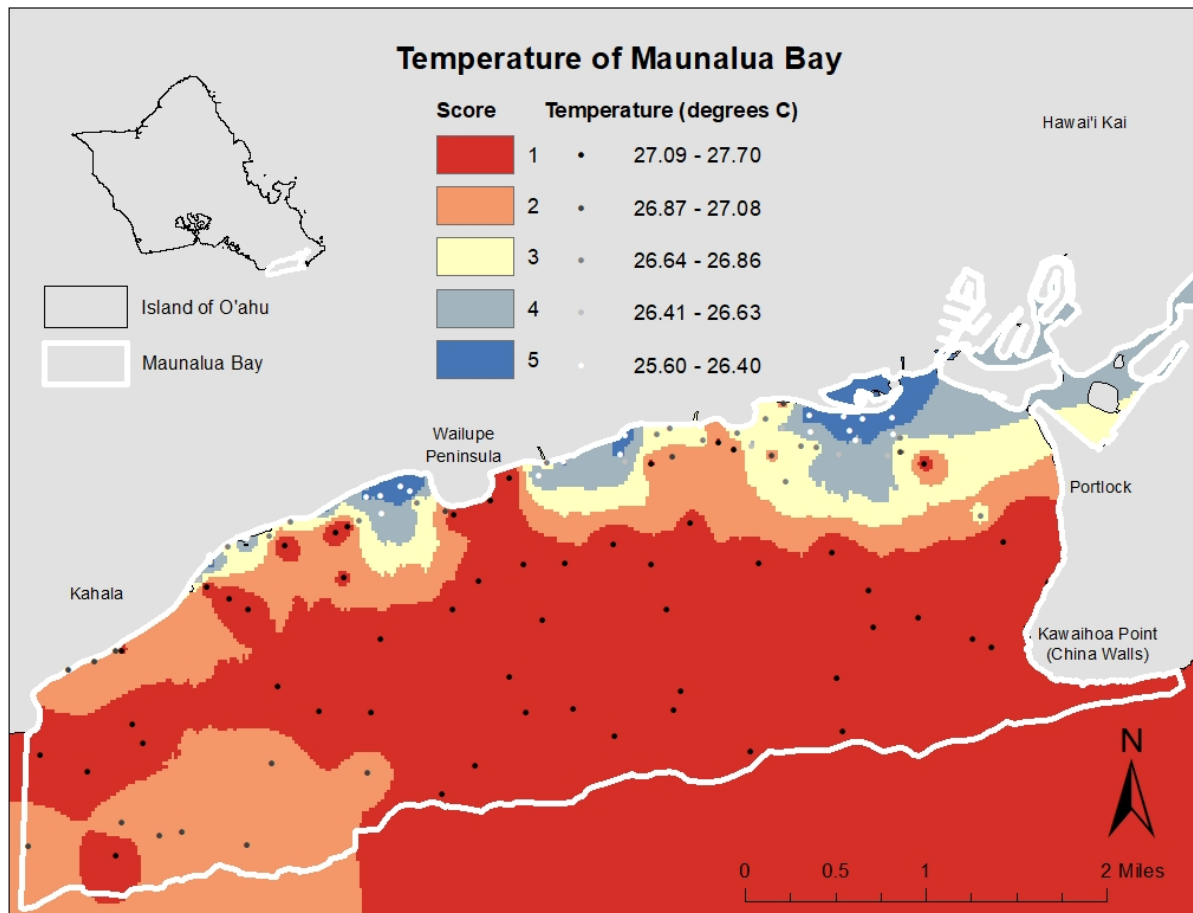 Temperature of Maunalua Bay
Score Temperature (degrees C)
1 27.09 - 27.70
2 26.87 - 27.08
3 26.64 - 26.86
4 26.41 - 26.63
5 25.60 - 26.40
Island of O'ahu
Maunalua Bay
Hawai'i Kai
Wailupe
Peninsula
Portlock
Kahala
Kawaihoa Point
(China Walls)
N
0 0.5 1 2 Miles